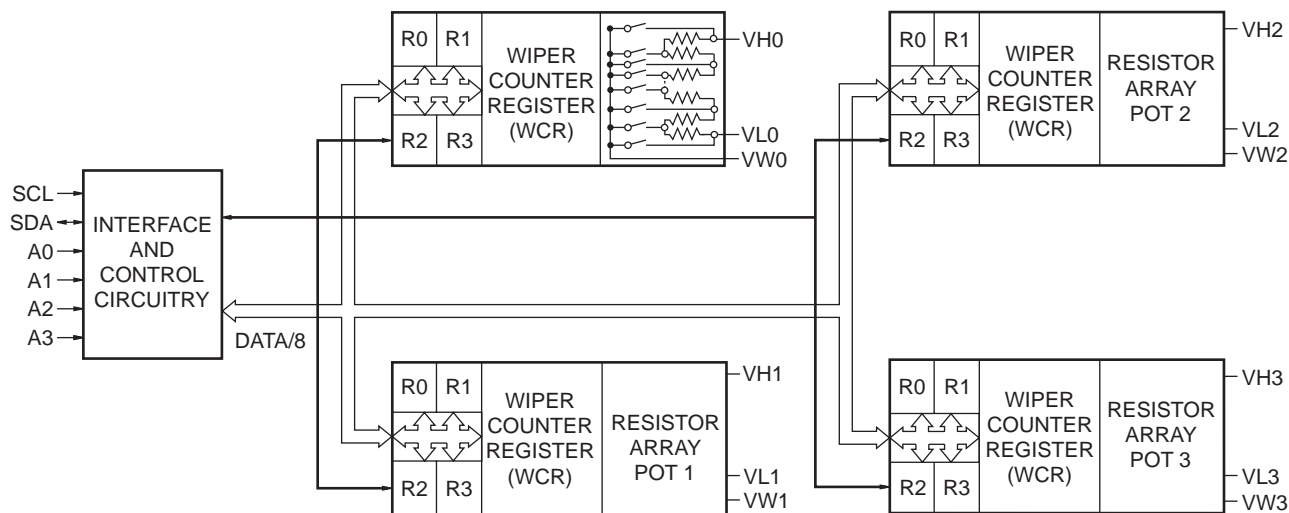 SCL
SDA
A0
A1
A2
A3
INTERFACE
AND
CONTROL
CIRCUITRY
DATA/8
R0 R1
R2 R3
WIPER
COUNTER
REGISTER
(WCR)
VH0
VL0
VW0
R0 R1
R2 R3
WIPER
COUNTER
REGISTER
(WCR)
RESISTOR
ARRAY
POT 1
VH1
VL1
VW1
R0 R1
R2 R3
WIPER
COUNTER
REGISTER
(WCR)
RESISTOR
ARRAY
POT 2
VH2
VL2
VW2
R0 R1
R2 R3
WIPER
COUNTER
REGISTER
(WCR)
RESISTOR
ARRAY
POT 3
VH3
VL3
VW3